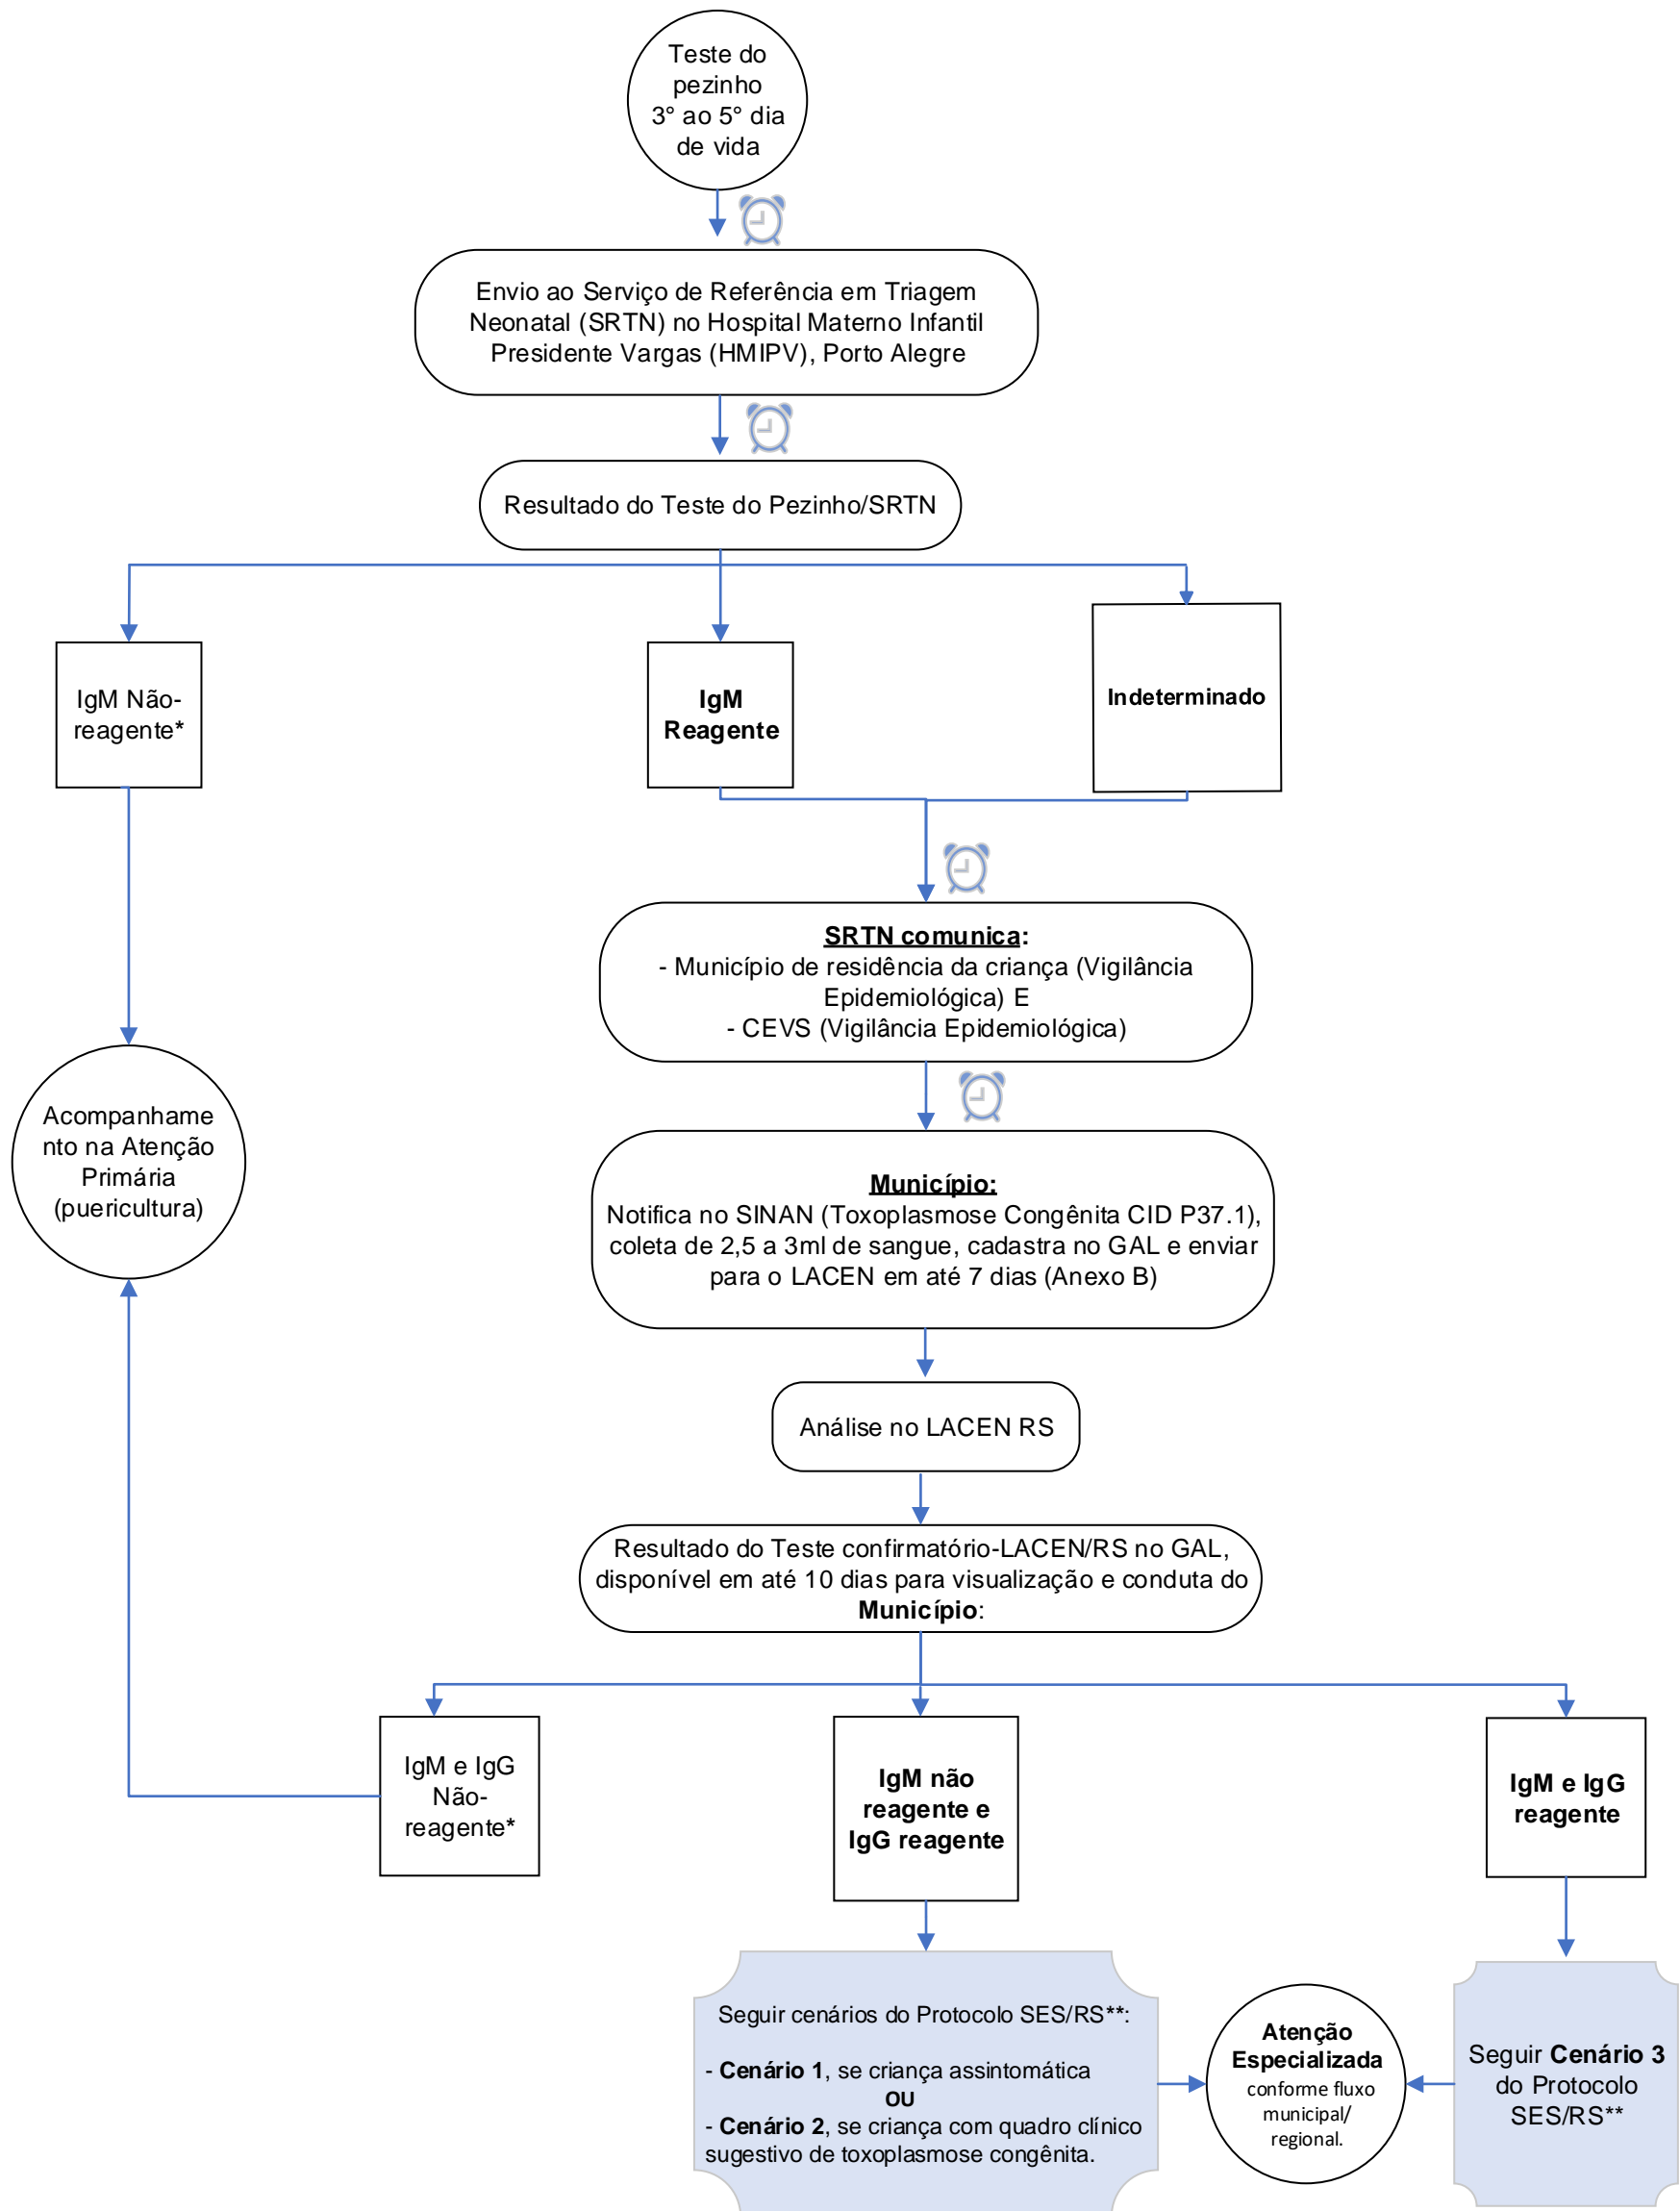 Teste do
pezinho
3° ao 5° dia
de vida
Envio ao Serviço de Referência em Triagem
Neonatal (SRTN) no Hospital Materno Infantil
Presidente Vargas (HMIPV), Porto Alegre
Resultado do Teste do Pezinho/SRTN
IgM Não-
reagente*
IgM
Reagente
Indeterminado
SRTN comunica:
- Município de residência da criança (Vigilância
Epidemiológica) E
- CEVS (Vigilância Epidemiológica)
Acompanhame
nto na Atenção
Primária
(puericultura)
Município:
Notifica no SINAN (Toxoplasmose Congênita CID P37.1),
coleta de 2,5 a 3ml de sangue, cadastra no GAL e enviar
para o LACEN em até 7 dias (Anexo B)
Análise no LACEN RS
Resultado do Teste confirmatório-LACEN/RS no GAL,
disponível em até 10 dias para visualização e conduta do
Município:
IgM e IgG
Não-
reagente*
IgM não
reagente e
IgG reagente
IgM e IgG
reagente
Seguir cenários do Protocolo SES/RS**:
- Cenário 1, se criança assintomática
OU
- Cenário 2, se criança com quadro clínico
sugestivo de toxoplasmose congênita.
Atenção
Especializada
conforme fluxo
municipal/
regional.
Seguir Cenário 3
do Protocolo
SES/RS**